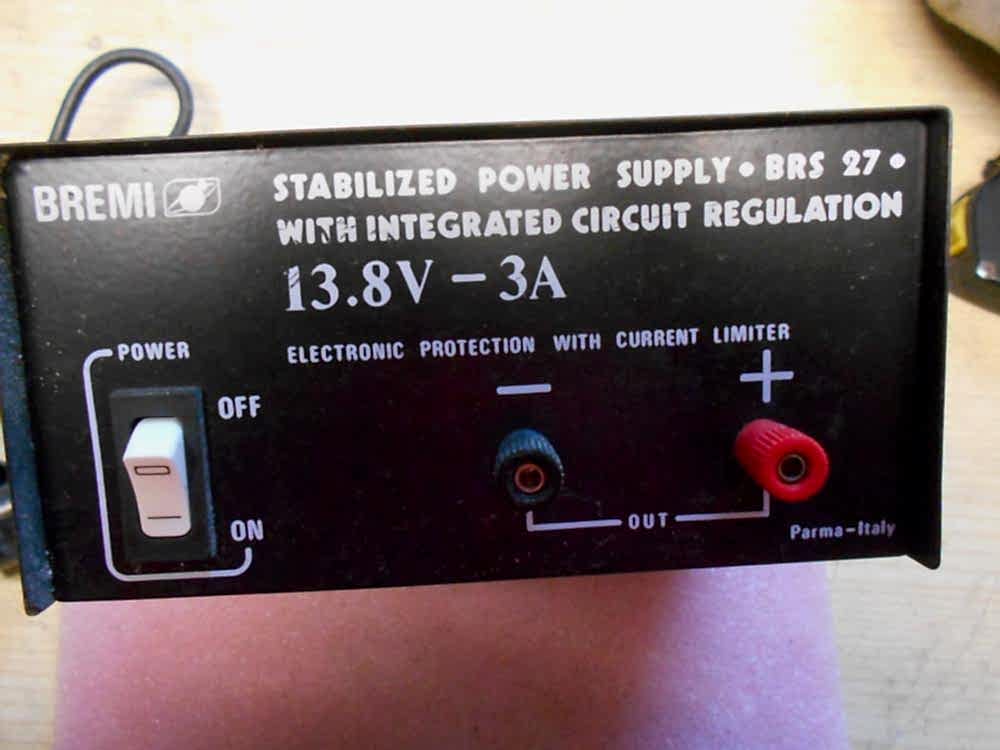 BREMI
STABILIZED POWER SUPPLY • BRS 27 •
WITH INTEGRATED CIRCUIT REGULATION
13.8V – 3A
ELECTRONIC PROTECTION WITH CURRENT LIMITER
POWER
OFF
ON
– +
OUT
Parma–Italy